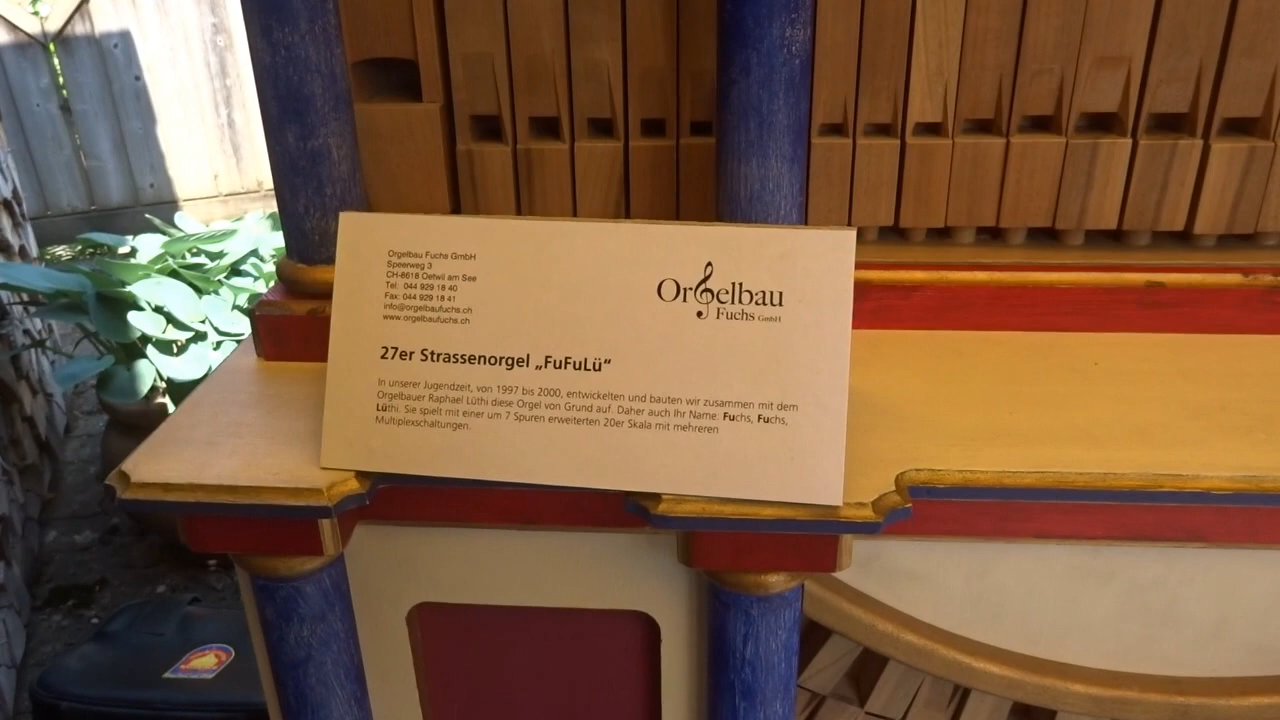 Orgelbau Fuchs GmbH
Speerweg 3
CH-8618 Oetwil am See
Tel: 044 929 18 40
Fax: 044 929 18 41
info@orgelbaufuchs.ch
www.orgelbaufuchs.ch
Orgelbau
Fuchs GmbH
27er Strassenorgel „FuFuLü“
In unserer Jugendzeit, von 1997 bis 2000, entwickelten und bauten wir zusammen mit dem
Orgelbauer Raphael Lüthi diese Orgel von Grund auf. Daher auch Ihr Name: Fuchs, Fuchs,
Lüthi. Sie spielt mit einer um 7 Spuren erweiterten 20er Skala mit mehreren
Multiplexschaltungen.